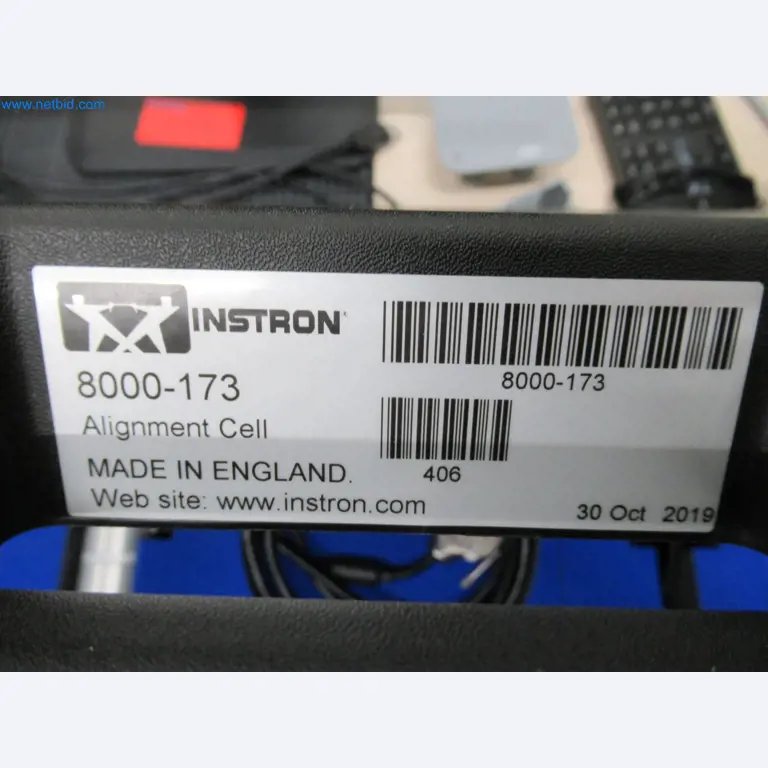 www.netbid.com
INSTRON
8000-173
Alignment Cell
MADE IN ENGLAND.
Web site: www.instron.com
8000-173
406
30 Oct 2019